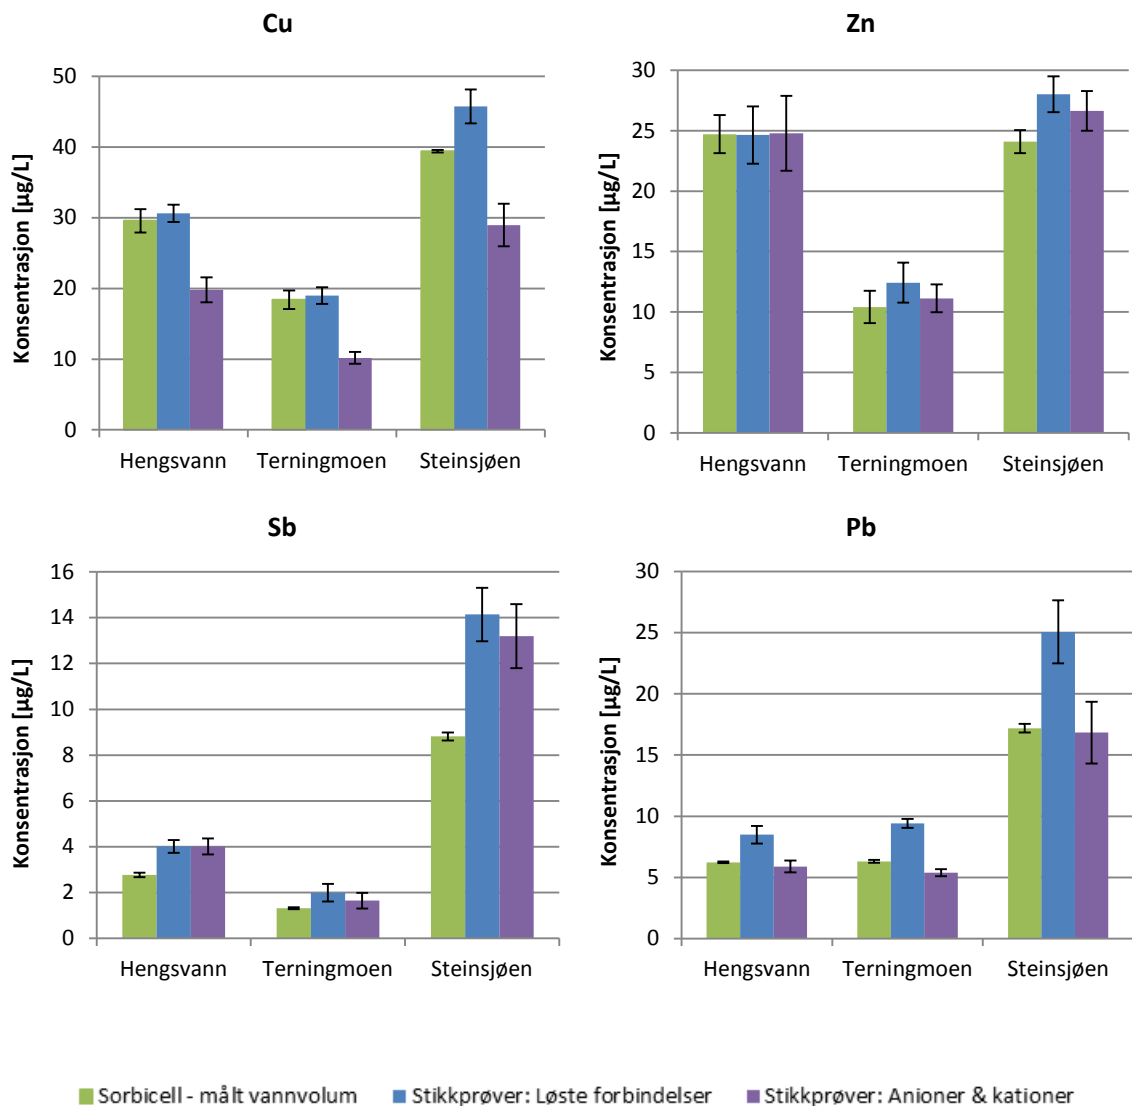 Cu
Konsentrasjon [µg/L]
50
40
30
20
10
0
Hengsvann Terningmoen Steinsjøen
Zn
Konsentrasjon [µg/L]
30
25
20
15
10
5
0
Hengsvann Terningmoen Steinsjøen
Sb
Konsentrasjon [µg/L]
16
14
12
10
8
6
4
2
0
Hengsvann Terningmoen Steinsjøen
Pb
Konsentrasjon [µg/L]
30
25
20
15
10
5
0
Hengsvann Terningmoen Steinsjøen
Sorbicell - målt vannvolum Stikkprøver: Løste forbindelser Stikkprøver: Anioner & kationer